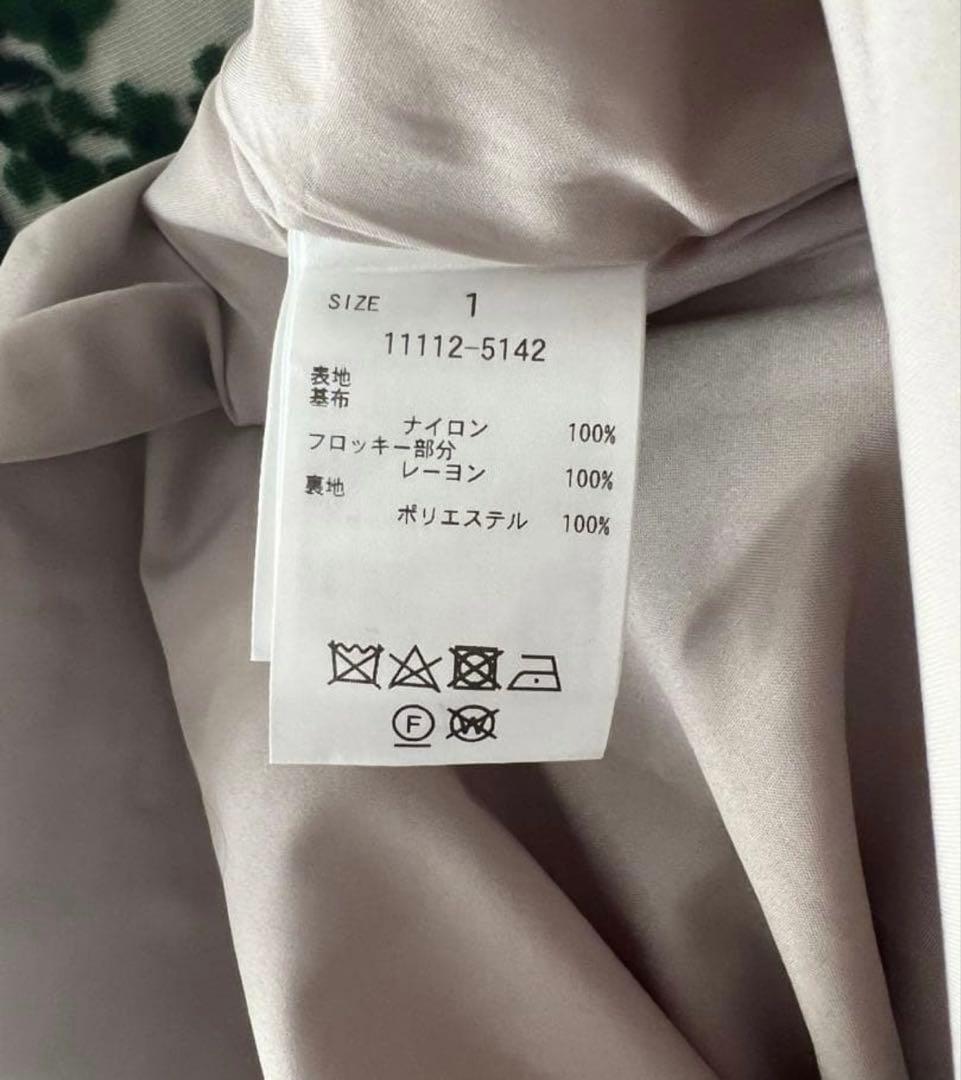 SIZE 1
11112-5142
表地
基布
ナイロン 100%
フロッキー部分
レーヨン 100%
裏地
ポリエステル 100%
F W